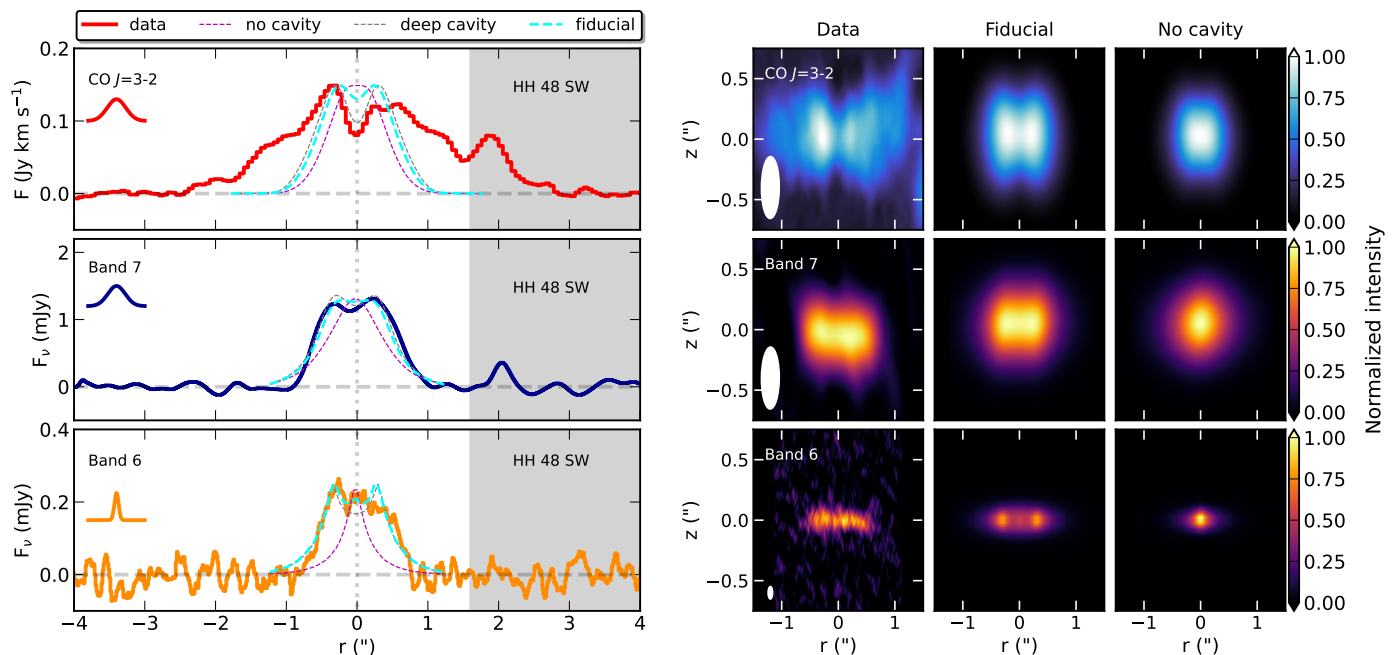 data no cavity deep cavity fiducial
CO J=3-2
HH 48 SW
0.2
0.1
0.0
F (Jy km s⁻¹)
Band 7
HH 48 SW
2
1
0
Fν (mJy)
Band 6
HH 48 SW
0.4
0.2
0.0
Fν (mJy)
−4 −3 −2 −1 0 1 2 3 4
r (")
Data Fiducial No cavity
CO J=3-2
0.5
0.0
−0.5
z (")
1.00
0.75
0.50
0.25
0.00
Band 7
0.5
0.0
−0.5
z (")
1.00
0.75
0.50
0.25
0.00
Normalized intensity
Band 6
0.5
0.0
−0.5
z (")
1.00
0.75
0.50
0.25
0.00
−1 0 1 −1 0 1 −1 0 1
r (") r (") r (")